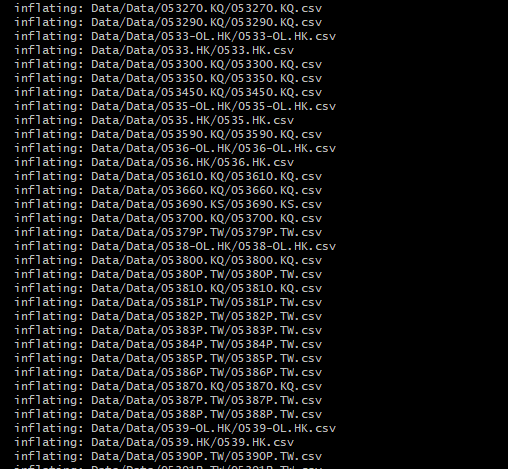 inflating: Data/Data/053270.KQ/053270.KQ.csv
inflating: Data/Data/053290.KQ/053290.KQ.csv
inflating: Data/Data/0533-OL.HK/0533-OL.HK.csv
inflating: Data/Data/0533.HK/0533.HK.csv
inflating: Data/Data/053300.KQ/053300.KQ.csv
inflating: Data/Data/053350.KQ/053350.KQ.csv
inflating: Data/Data/053450.KQ/053450.KQ.csv
inflating: Data/Data/0535-OL.HK/0535-OL.HK.csv
inflating: Data/Data/0535.HK/0535.HK.csv
inflating: Data/Data/053590.KQ/053590.KQ.csv
inflating: Data/Data/0536-OL.HK/0536-OL.HK.csv
inflating: Data/Data/0536.HK/0536.HK.csv
inflating: Data/Data/053610.KQ/053610.KQ.csv
inflating: Data/Data/053660.KQ/053660.KQ.csv
inflating: Data/Data/053690.KS/053690.KS.csv
inflating: Data/Data/053700.KQ/053700.KQ.csv
inflating: Data/Data/05379P.TW/05379P.TW.csv
inflating: Data/Data/0538-OL.HK/0538-OL.HK.csv
inflating: Data/Data/053800.KQ/053800.KQ.csv
inflating: Data/Data/05380P.TW/05380P.TW.csv
inflating: Data/Data/053810.KQ/053810.KQ.csv
inflating: Data/Data/05381P.TW/05381P.TW.csv
inflating: Data/Data/05382P.TW/05382P.TW.csv
inflating: Data/Data/05383P.TW/05383P.TW.csv
inflating: Data/Data/05384P.TW/05384P.TW.csv
inflating: Data/Data/05385P.TW/05385P.TW.csv
inflating: Data/Data/05386P.TW/05386P.TW.csv
inflating: Data/Data/053870.KQ/053870.KQ.csv
inflating: Data/Data/05387P.TW/05387P.TW.csv
inflating: Data/Data/05388P.TW/05388P.TW.csv
inflating: Data/Data/0539-OL.HK/0539-OL.HK.csv
inflating: Data/Data/0539.HK/0539.HK.csv
inflating: Data/Data/05390P.TW/05390P.TW.csv
inflating: Data/Data/05391P.TW/05391P.TW.csv